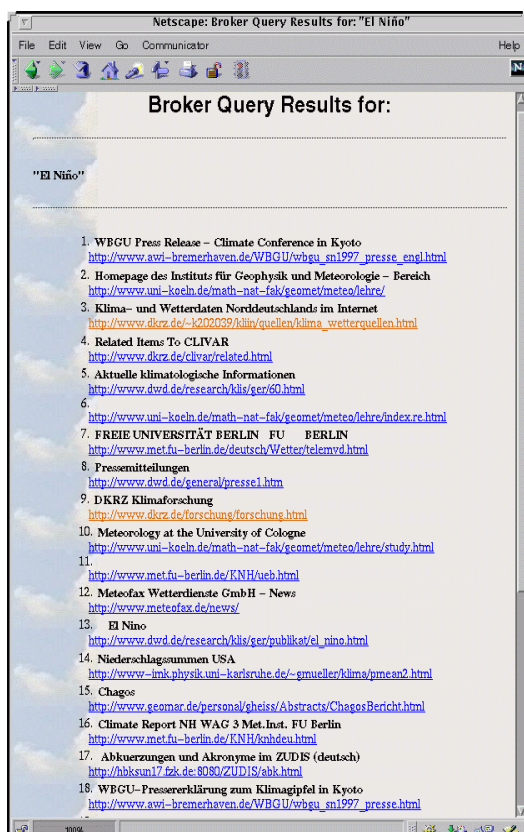 Netscape: Broker Query Results for: "El Niño"
File Edit View Go Communicator Help
Broker Query Results for:
"El Niño"
1. WBGU Press Release – Climate Conference in Kyoto
http://www.awi-bremerhaven.de/WBGU/wbgu_sn1997_presse_engl.html
2. Homepage des Instituts für Geophysik und Meteorologie – Bereich
http://www.uni-koeln.de/math-nat-fak/geomet/meteo/lehre/
3. Klima- und Wetterdaten Norddeutschlands im Internet
http://www.dkrz.de/~k202039/kliin/quellen/klima_wetterquellen.html
4. Related Items To CLIVAR
http://www.dkrz.de/clivar/related.html
5. Aktuelle klimatologische Informationen
http://www.dwd.de/research/klis/ger/60.html
6.
http://www.uni-koeln.de/math-nat-fak/geomet/meteo/lehre/index.re.html
7. FREIE UNIVERSITÄT BERLIN FU BERLIN
http://www.met.fu-berlin.de/deutsch/Wetter/telemvd.html
8. Pressemitteilungen
http://www.dwd.de/general/presse1.htm
9. DKRZ Klimaforschung
http://www.dkrz.de/forschung/forschung.html
10. Meteorology at the University of Cologne
http://www.uni-koeln.de/math-nat-fak/geomet/meteo/lehre/study.html
11.
http://www.met.fu-berlin.de/KNH/ueb.html
12. Meteofax Wetterdienste GmbH – News
http://www.meteofax.de/news/
13. El Nino
http://www.dwd.de/research/klis/ger/publikat/el_nino.html
14. Niederschlagssummen USA
http://www-imk.physik.uni-karlsruhe.de/~gmueller/klima/pmean2.html
15. Chagos
http://www.geomar.de/personal/gheiss/Abstracts/ChagosBericht.html
16. Climate Report NH WAG 3 Met.Inst. FU Berlin
http://www.met.fu-berlin.de/KNH/knhdeu.html
17. Abkuerzungen und Akronyme im ZUDIS (deutsch)
http://hbksun17.fzk.de:8080/ZUDIS/abk.html
18. WBGU-Pressererklärung zum Klimagipfel in Kyoto
http://www.awi-bremerhaven.de/WBGU/wbgu_sn1997_presse.html
100%